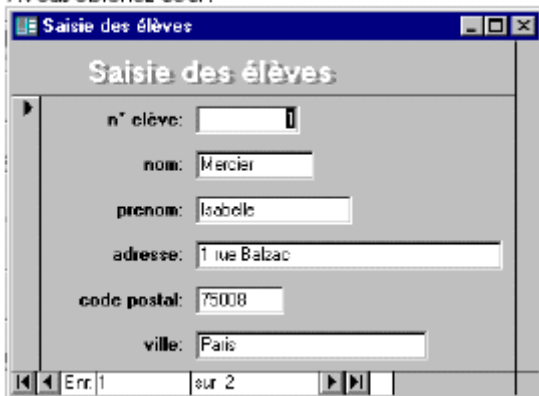 Saisie des élèves
Saisie des élèves
n° elève: 1
nom: Mercier
prenom: Isabelle
adresse: 1 rue Balzac
code postal: 75008
ville: Paris
Enr. 1 sur 2